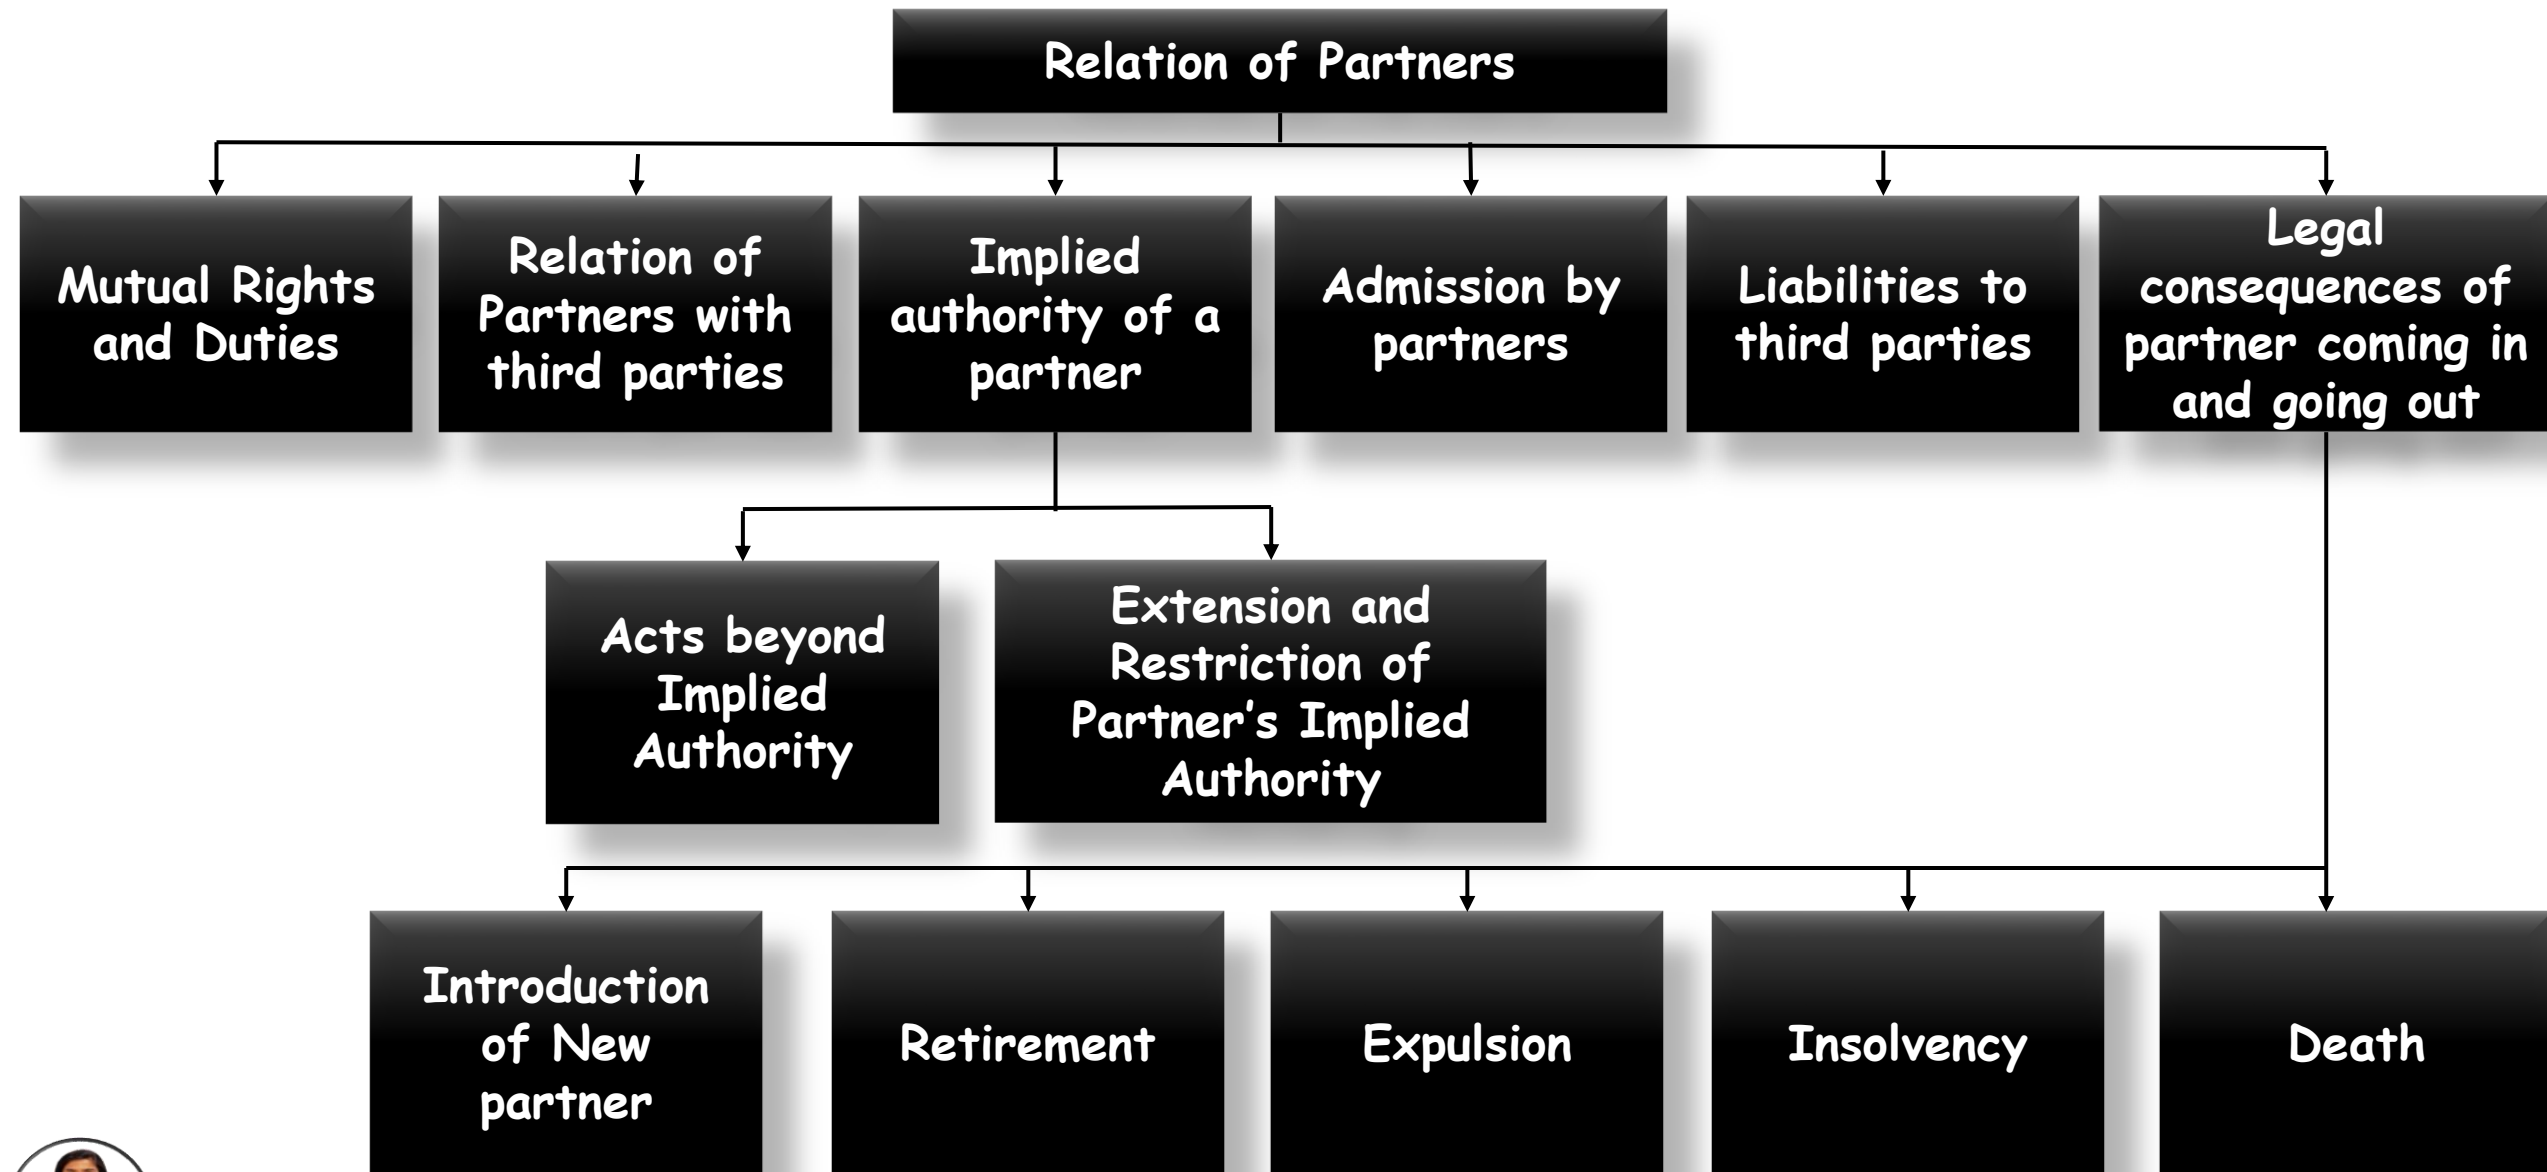 Relation of Partners
Mutual Rights
and Duties
Relation of
Partners with
third parties
Implied
authority of a
partner
Admission by
partners
Liabilities to
third parties
Legal
consequences of
partner coming in
and going out
Acts beyond
Implied
Authority
Extension and
Restriction of
Partner’s Implied
Authority
Introduction
of New
partner
Retirement
Expulsion
Insolvency
Death